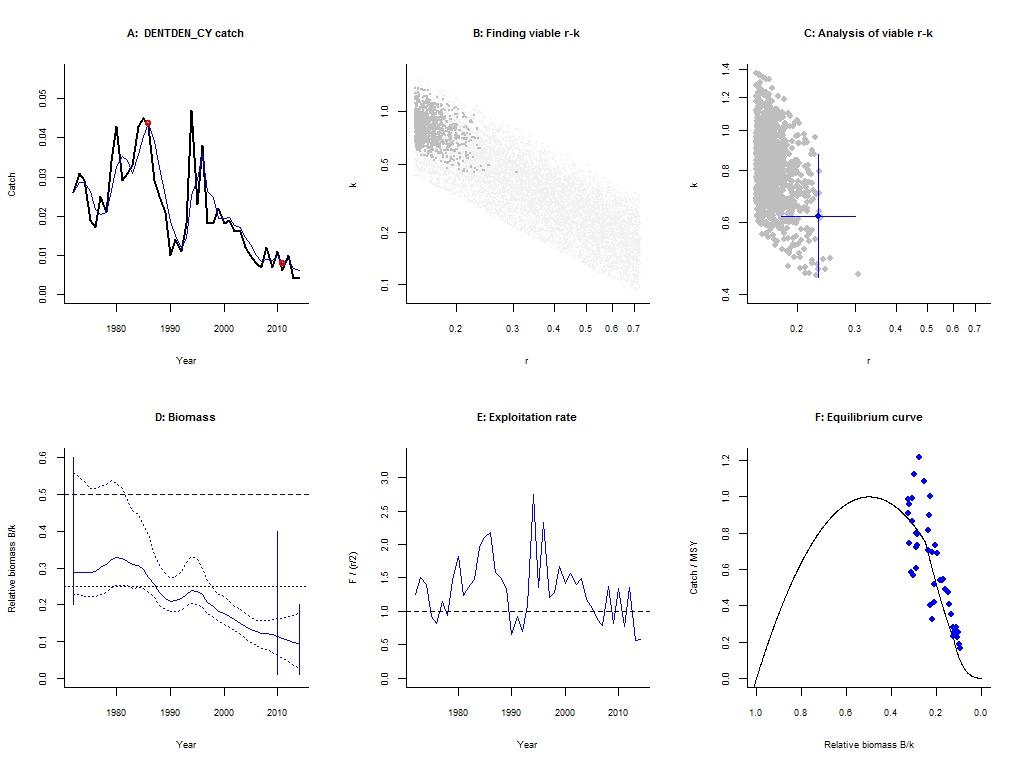 A: DENTDEN_CY catch
Catch
0.00 0.01 0.02 0.03 0.04 0.05
1980 1990 2000 2010
Year
B: Finding viable r-k
k
0.1 0.2 0.5 1.0
0.2 0.3 0.4 0.5 0.6 0.7
r
C: Analysis of viable r-k
k
0.4 0.6 0.8 1.0 1.2 1.4
0.2 0.3 0.4 0.5 0.6 0.7
r
D: Biomass
Relative biomass B/k
0.0 0.1 0.2 0.3 0.4 0.5 0.6
1980 1990 2000 2010
Year
E: Exploitation rate
F / (r/2)
0.0 0.5 1.0 1.5 2.0 2.5 3.0
1980 1990 2000 2010
Year
F: Equilibrium curve
Catch / MSY
0.0 0.2 0.4 0.6 0.8 1.0 1.2
1.0 0.8 0.6 0.4 0.2 0.0
Relative biomass B/k